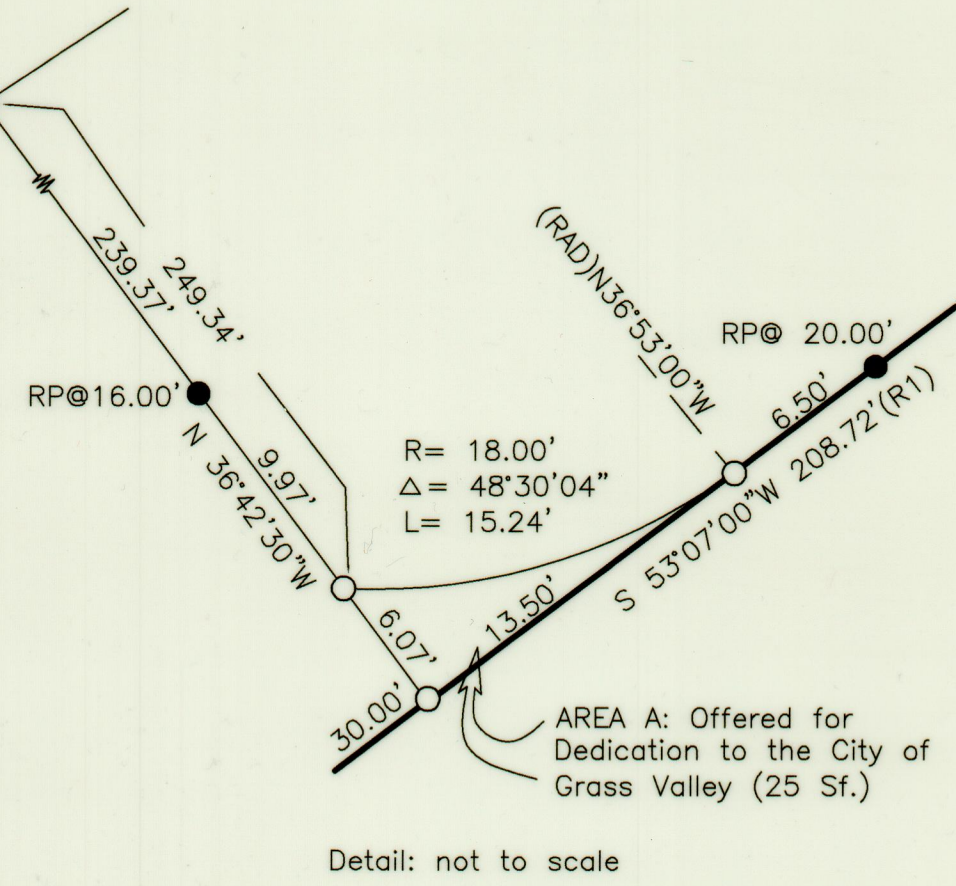 239.37'
249.34'
(RAD)N36°53'00"W
RP@ 20.00'
RP@16.00'
6.50'
N 36°42'30"W
9.97'
R= 18.00'
△= 48°30'04"
L= 15.24'
S 53°07'00"W 208.72'(R1)
6.07'
13.50'
30.00'
AREA A: Offered for
Dedication to the City of
Grass Valley (25 Sf.)
Detail: not to scale